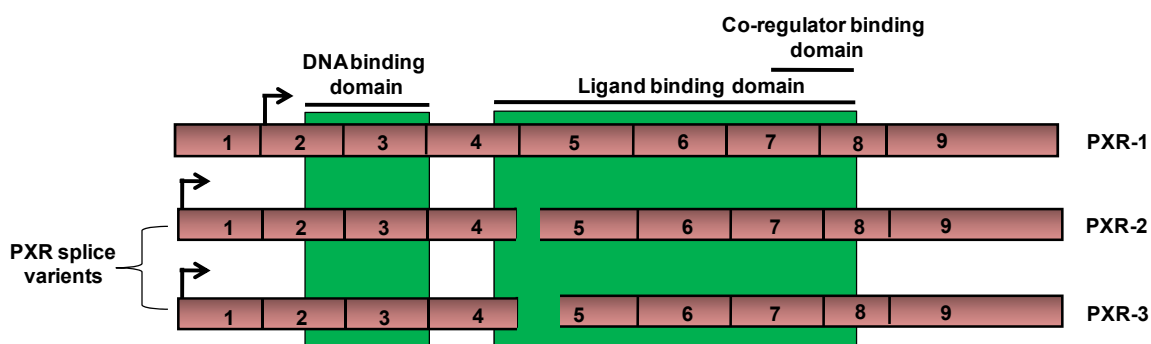 Co-regulator binding
domain
DNA binding
domain
Ligand binding domain
1 2 3 4 5 6 7 8 9 PXR-1
1 2 3 4 5 6 7 8 9 PXR-2
PXR splice
varients
1 2 3 4 5 6 7 8 9 PXR-3